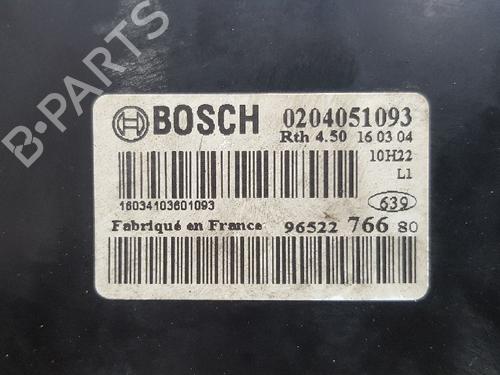 B-PARTS
BOSCH 0204051093
Rth 4.50 16 03 04
10H22
L1
16034103601093
639
Fabriqué en France 96522 766 80